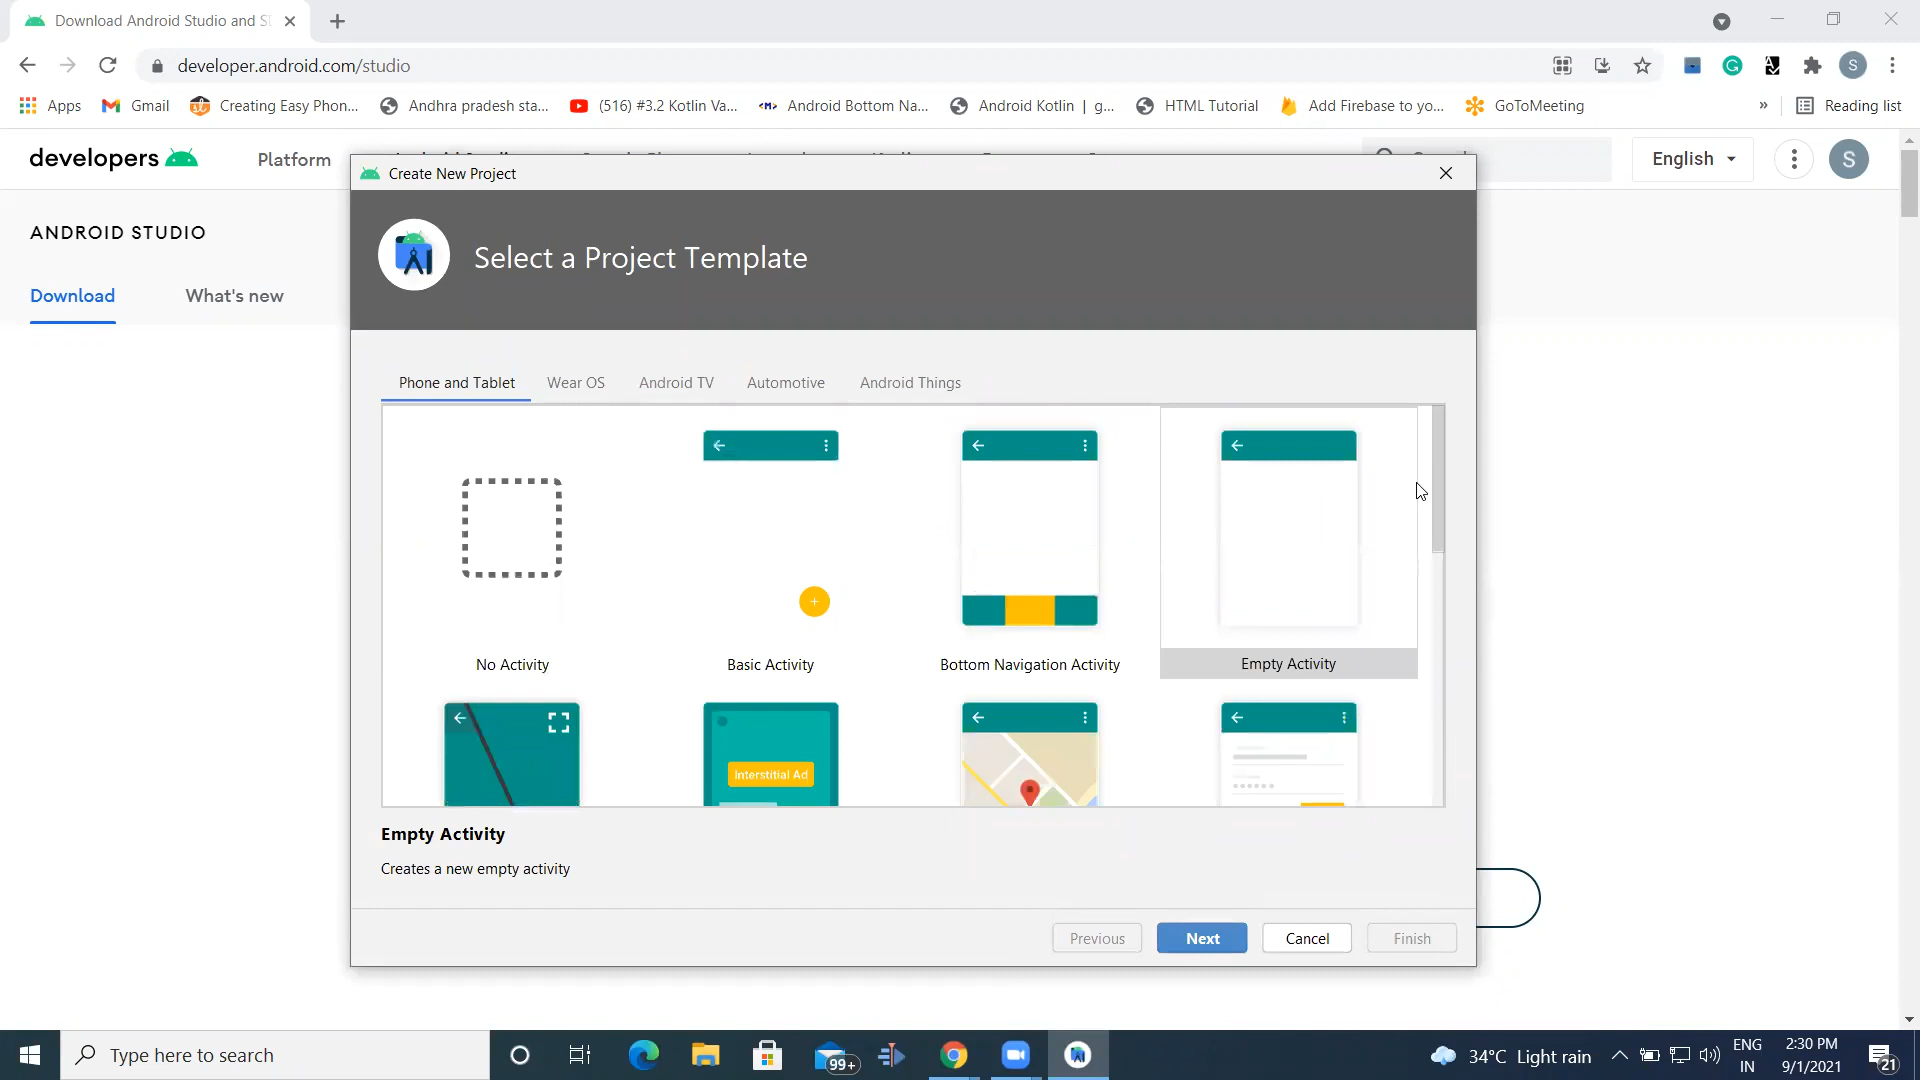 Download Android Studio and S
developer.android.com/studio
S
Apps
Gmail
Creating Easy Phon...
Andhra pradesh sta...
(516) #3.2 Kotlin Va...
<M>
Android Bottom Na...
Android Kotlin | g...
HTML Tutorial
Add Firebase to yo...
GoToMeeting
»
Reading list
developers
Platform
English
S
ANDROID STUDIO
Download
What's new
Create New Project
Select a Project Template
Phone and Tablet
Wear OS
Android TV
Automotive
Android Things
No Activity
Basic Activity
Bottom Navigation Activity
Empty Activity
Interstitial Ad
Empty Activity
Creates a new empty activity
Previous
Next
Cancel
Finish
Type here to search
99+
34°C Light rain
ENG
IN
2:30 PM
9/1/2021
21